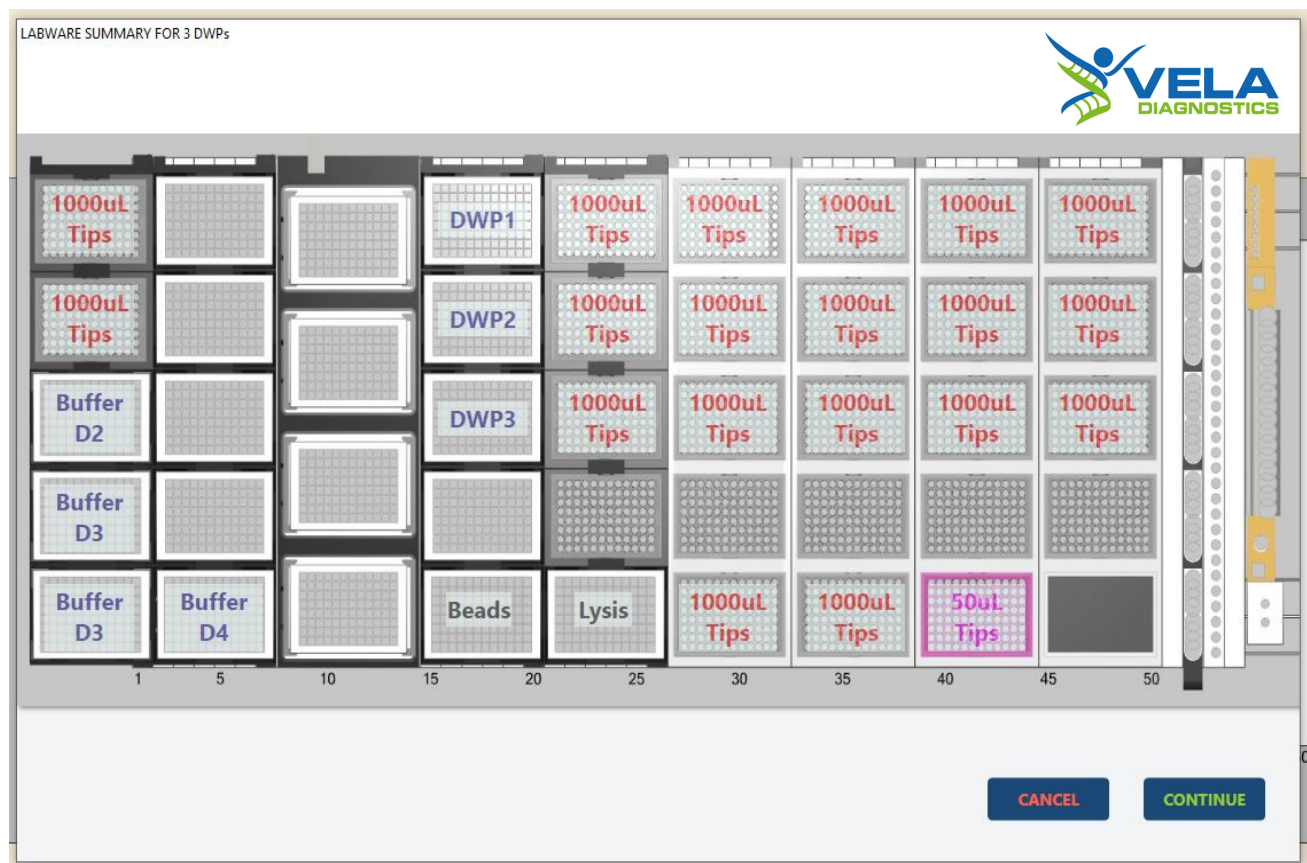 LABWARE SUMMARY FOR 3 DWPs
VELA
DIAGNOSTICS
1000uL
Tips
DWP1
1000uL
Tips
1000uL
Tips
1000uL
Tips
1000uL
Tips
1000uL
Tips
1000uL
Tips
DWP2
1000uL
Tips
1000uL
Tips
1000uL
Tips
1000uL
Tips
1000uL
Tips
Buffer
D2
DWP3
1000uL
Tips
1000uL
Tips
1000uL
Tips
1000uL
Tips
1000uL
Tips
Buffer
D3
Buffer
D3
Buffer
D4
Beads
Lysis
1000uL
Tips
1000uL
Tips
50uL
Tips
1 5 10 15 20 25 30 35 40 45 50
CANCEL
CONTINUE